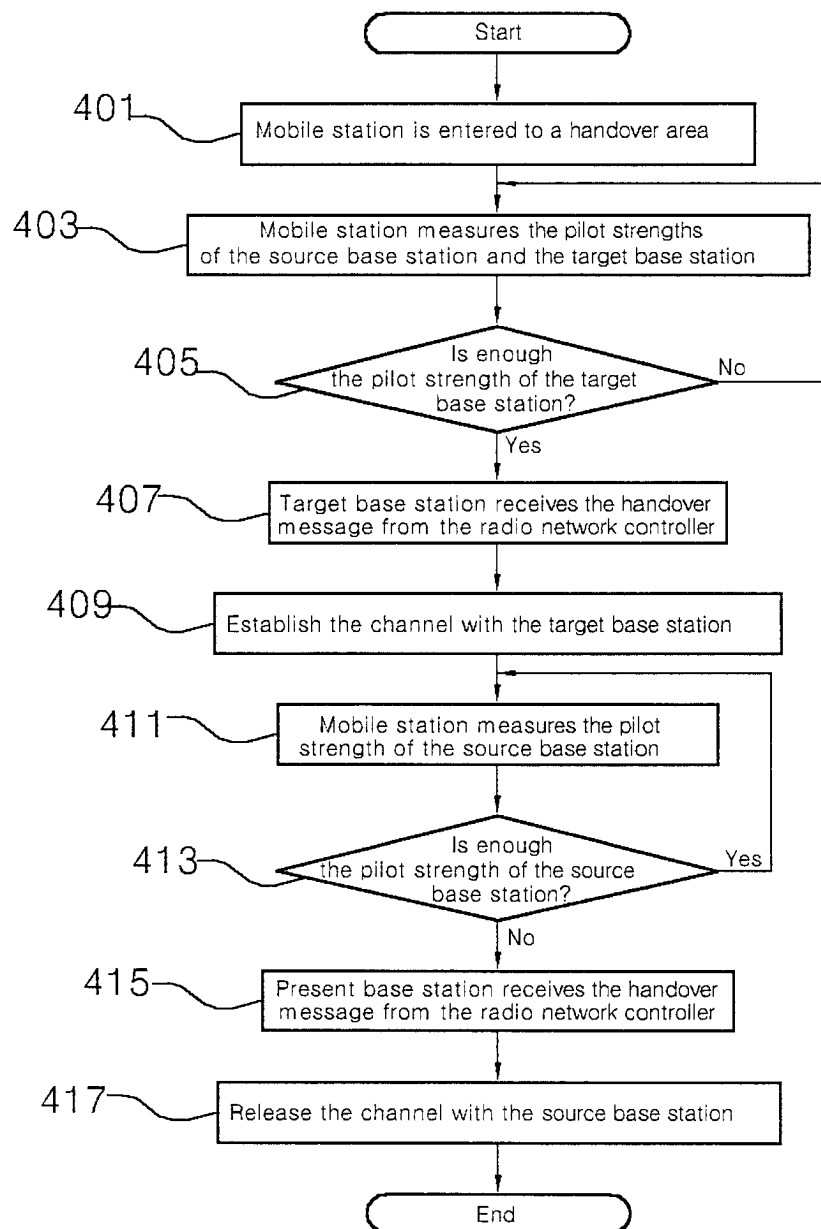 Start
401
Mobile station is entered to a handover area
403
Mobile station measures the pilot strengths
of the source base station and the target base station
405
Is enough
the pilot strength of the target
base station?
No
Yes
407
Target base station receives the handover
message from the radio network controller
409
Establish the channel with the target base station
411
Mobile station measures the pilot
strength of the source base station
413
Is enough
the pilot strength of the source
base station?
Yes
No
415
Present base station receives the handover
message from the radio network controller
417
Release the channel with the source base station
End